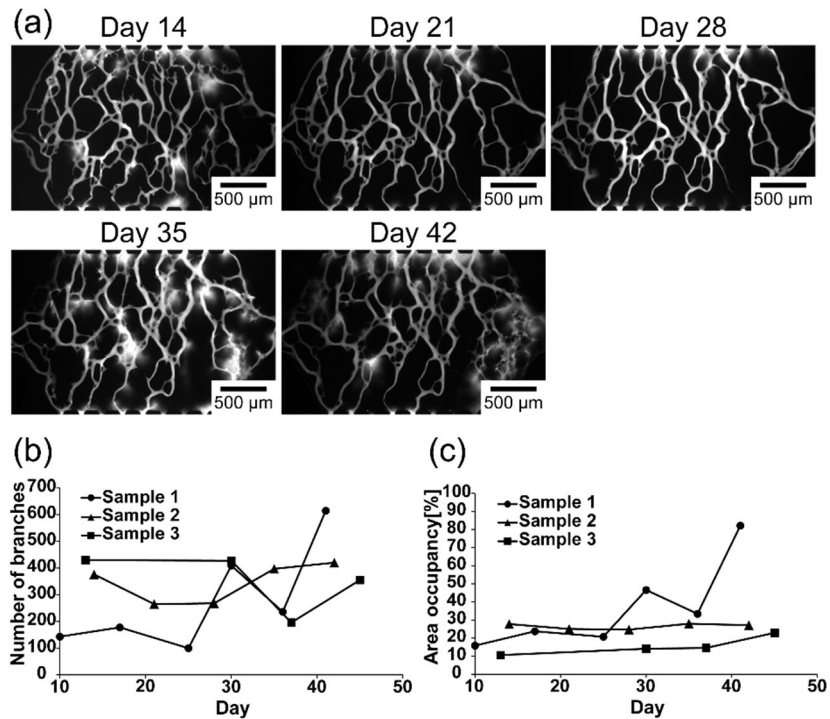 (a)
Day 14
Day 21
Day 28
500 μm
500 μm
500 μm
Day 35
Day 42
500 μm
500 μm
(b)
Number of branches
700
600
500
400
300
200
100
0
Sample 1
Sample 2
Sample 3
10
20
30
40
50
Day
(c)
Area occupancy[%]
100
90
80
70
60
50
40
30
20
10
0
Sample 1
Sample 2
Sample 3
10
20
30
40
50
Day